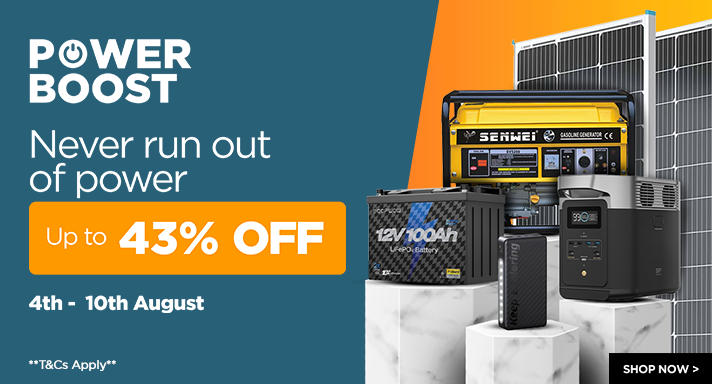 POWER
BOOST
Never run out
of power
Up to 43% OFF
4th - 10th August
**T&Cs Apply**
SENWEI
GASOLINE GENERATOR
CE
12V 100Ah
LiFePO₄ Battery
SHOP NOW >